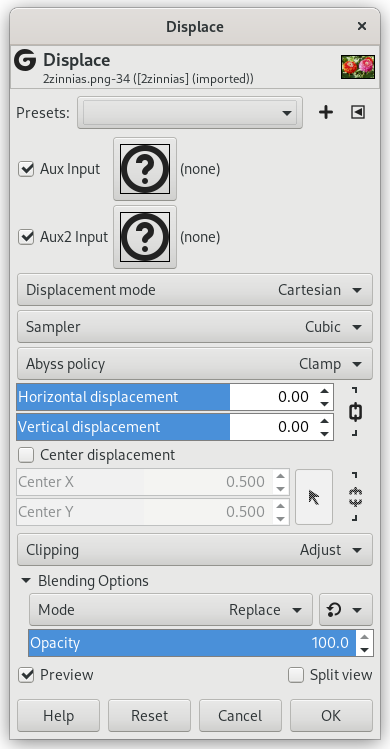 Displace
Displace
2zinnias.png-34 ([2zinnias] (imported))
Presets:
Aux Input (none)
Aux2 Input (none)
Displacement mode Cartesian
Sampler Cubic
Abyss policy Clamp
Horizontal displacement 0.00
Vertical displacement 0.00
Center displacement
Center X 0.500
Center Y 0.500
Clipping Adjust
Blending Options
Mode Replace
Opacity 100.0
Preview Split view
Help Reset Cancel OK